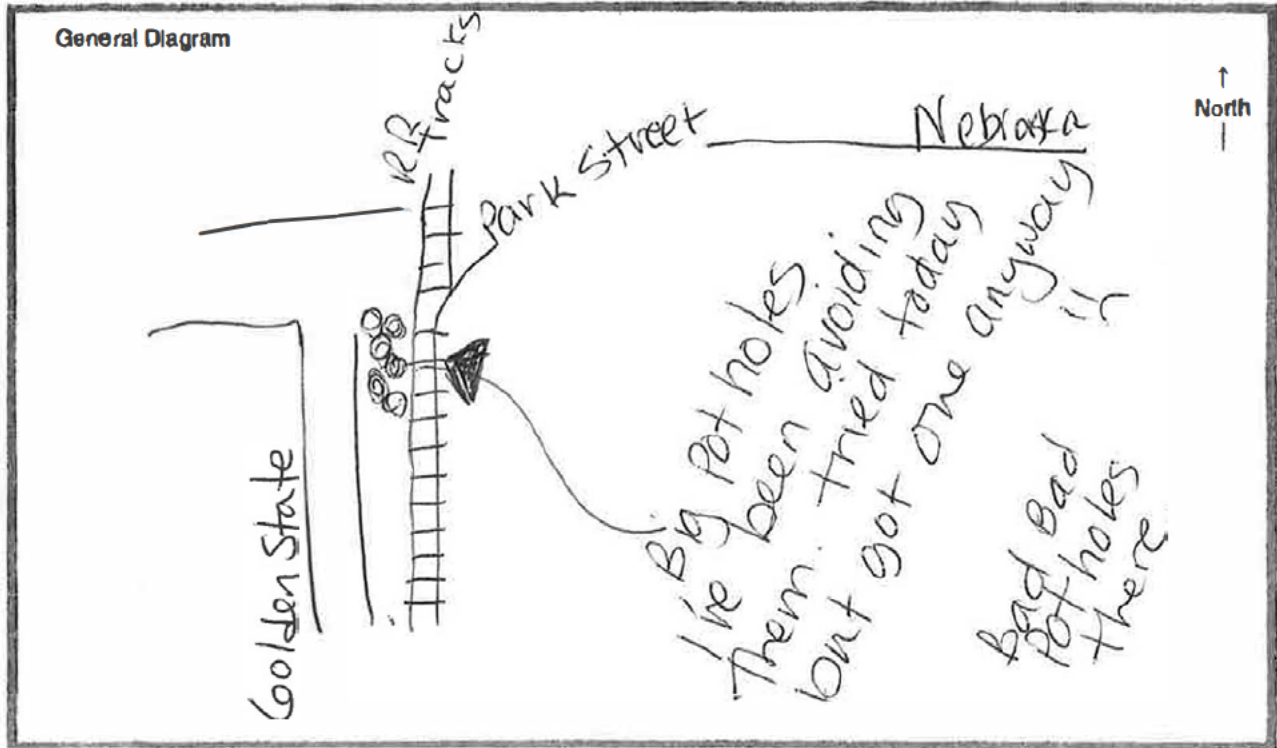 General Diagram
↑
North
|
RR
tracks
Park Street
Nebraska
Golden State
Big Pot holes
I've been avoiding
Them. tried today
but got one anyway
Bad Bad
Pot holes
there